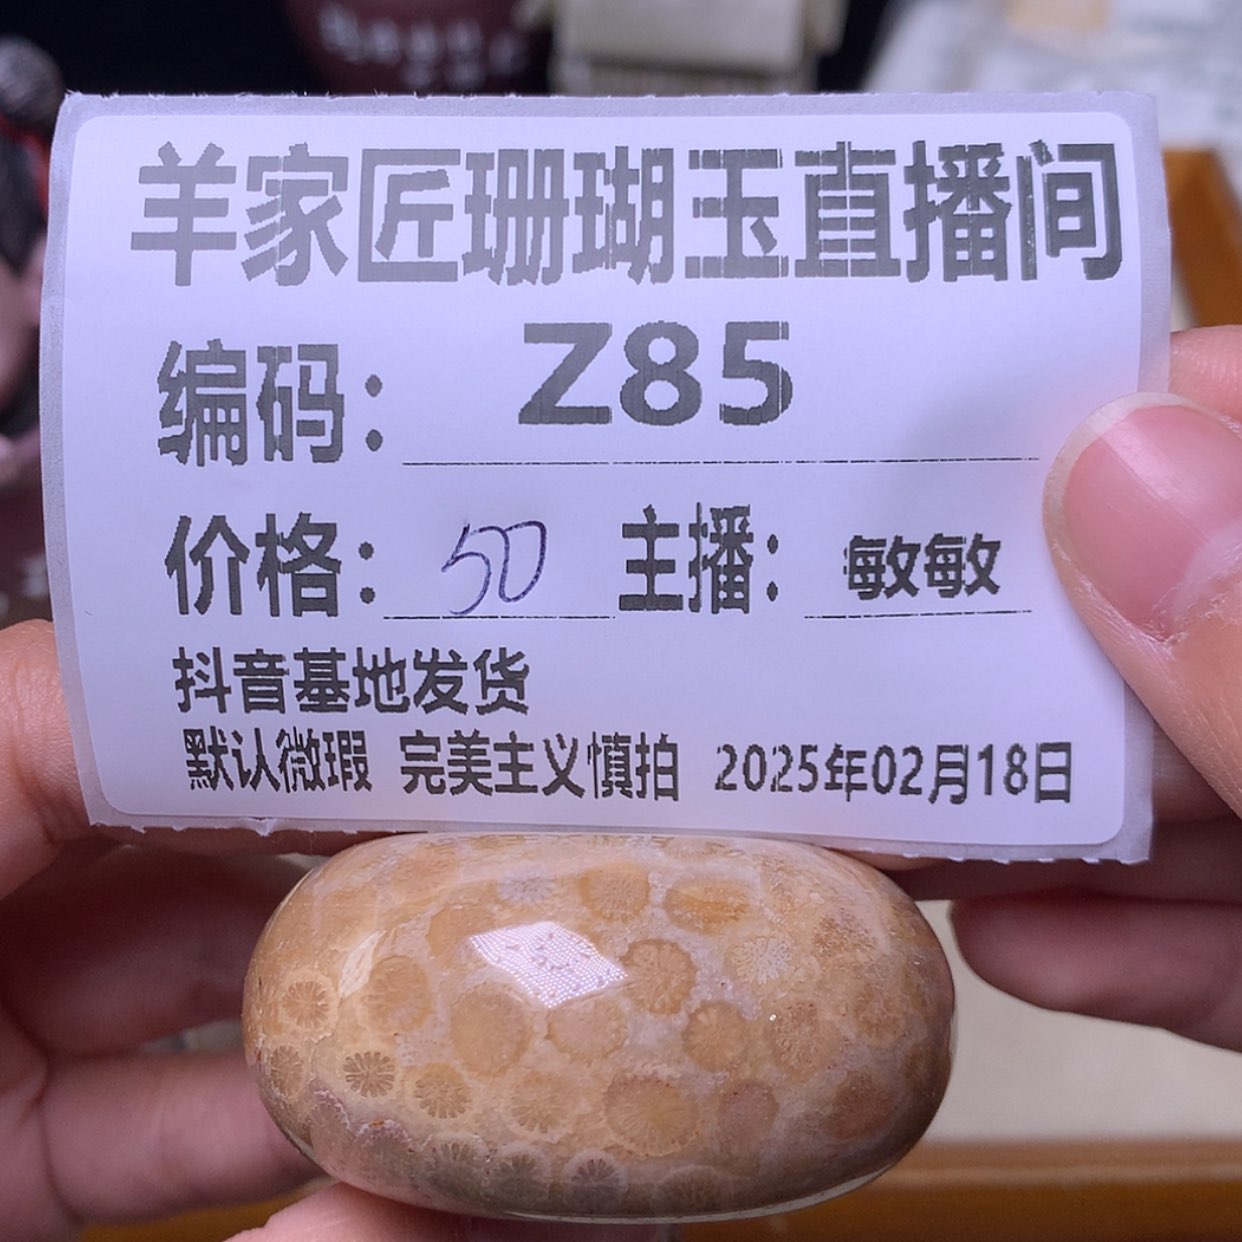 羊家匠珊瑚玉直播间
编码： Z85
价格： 50 主播： 敏敏
抖音基地发货
默认微瑕 完美主义慎拍 2025年02月18日